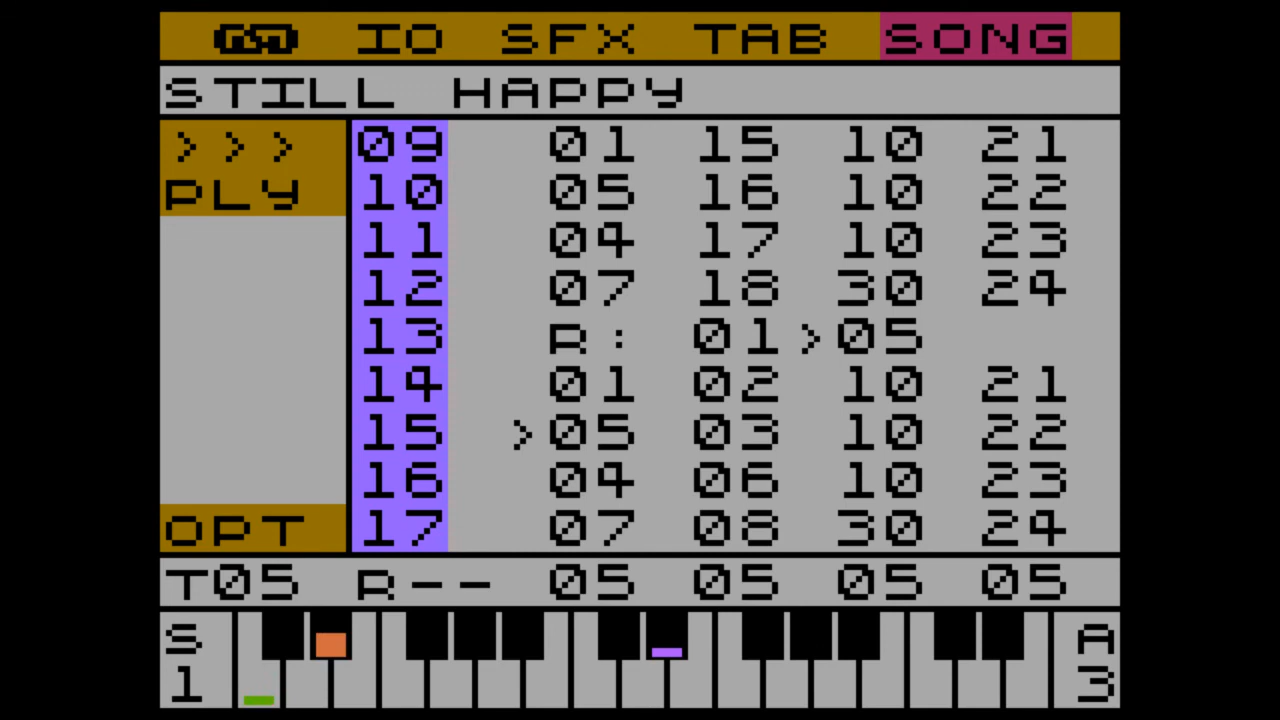 IO SFX TAB SONG
STILL HAPPY
>>> 09 01 15 10 21
PLY 10 05 16 10 22
11 04 17 10 23
12 07 18 30 24
13 R: 01>05
14 01 02 10 21
15 >05 03 10 22
16 04 06 10 23
OPT 17 07 08 30 24
T05 R-- 05 05 05 05
S A
1 3